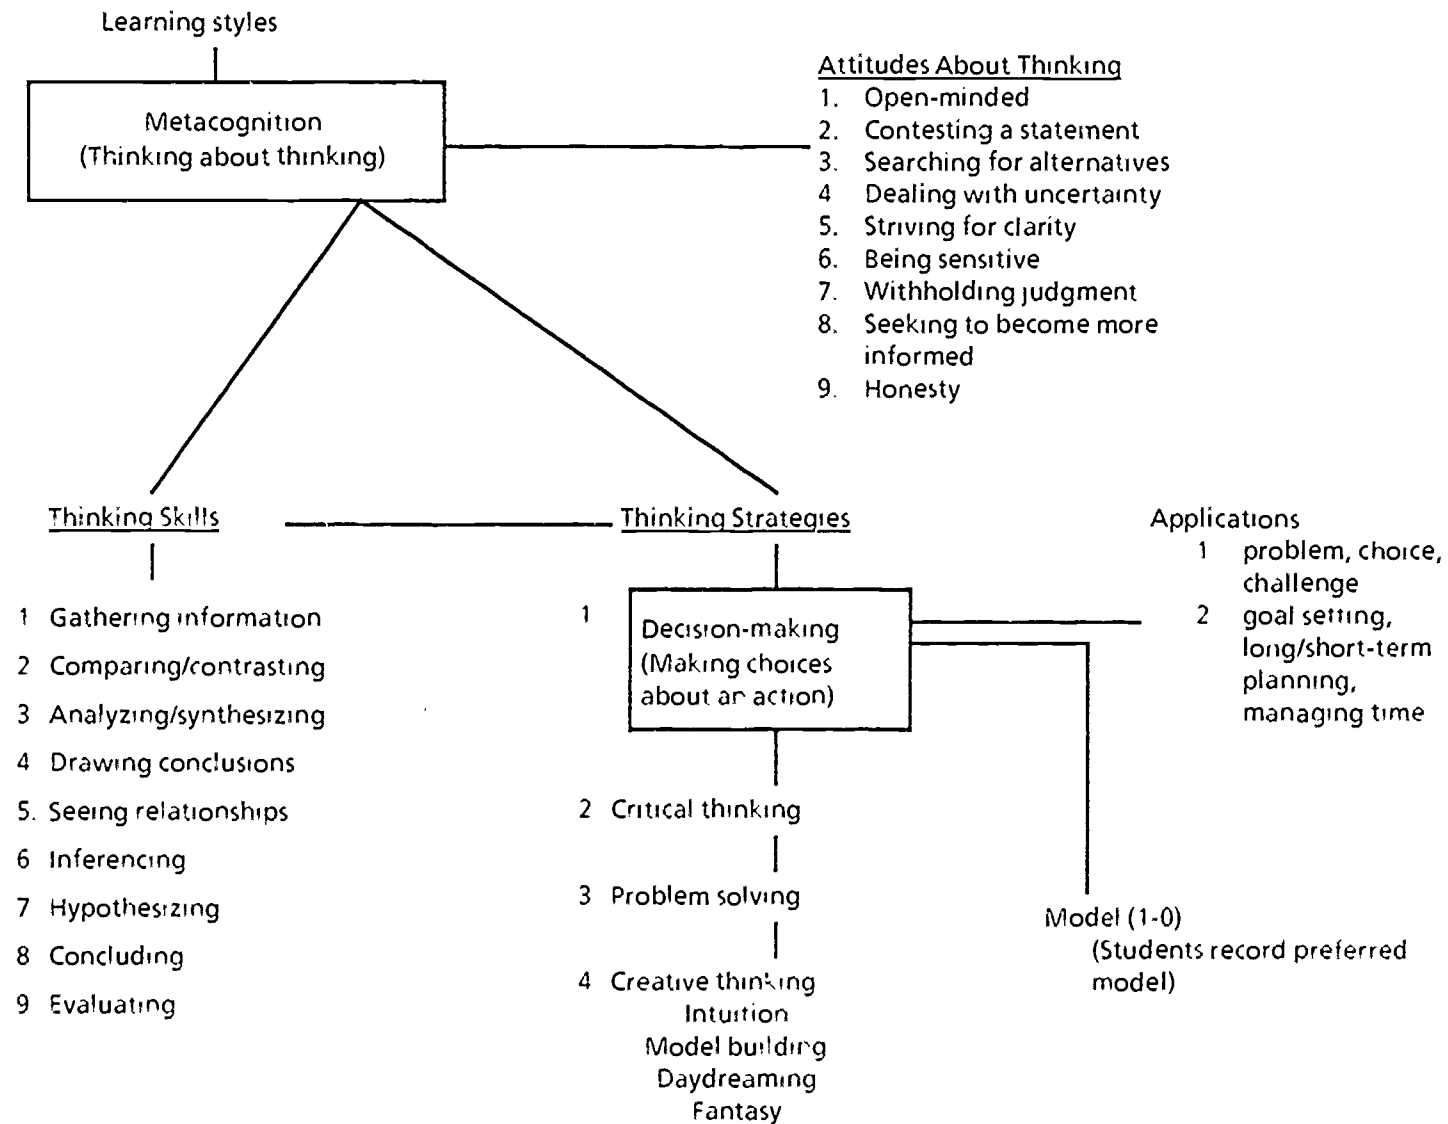 Learning styles
Metacognition
(Thinking about thinking)
Attitudes About Thinking
1. Open-minded
2. Contesting a statement
3. Searching for alternatives
4 Dealing with uncertainty
5. Striving for clarity
6. Being sensitive
7. Withholding judgment
8. Seeking to become more
informed
9. Honesty
Thinking Skills
1 Gathering information
2 Comparing/contrasting
3 Analyzing/synthesizing
4 Drawing conclusions
5. Seeing relationships
6 Inferencing
7 Hypothesizing
8 Concluding
9 Evaluating
Thinking Strategies
1 Decision-making
(Making choices
about an action)
2 Critical thinking
3 Problem solving
4 Creative thinking
Intuition
Model building
Daydreaming
Fantasy
Applications
1 problem, choice,
challenge
2 goal setting,
long/short-term
planning,
managing time
Model (1-0)
(Students record preferred
model)